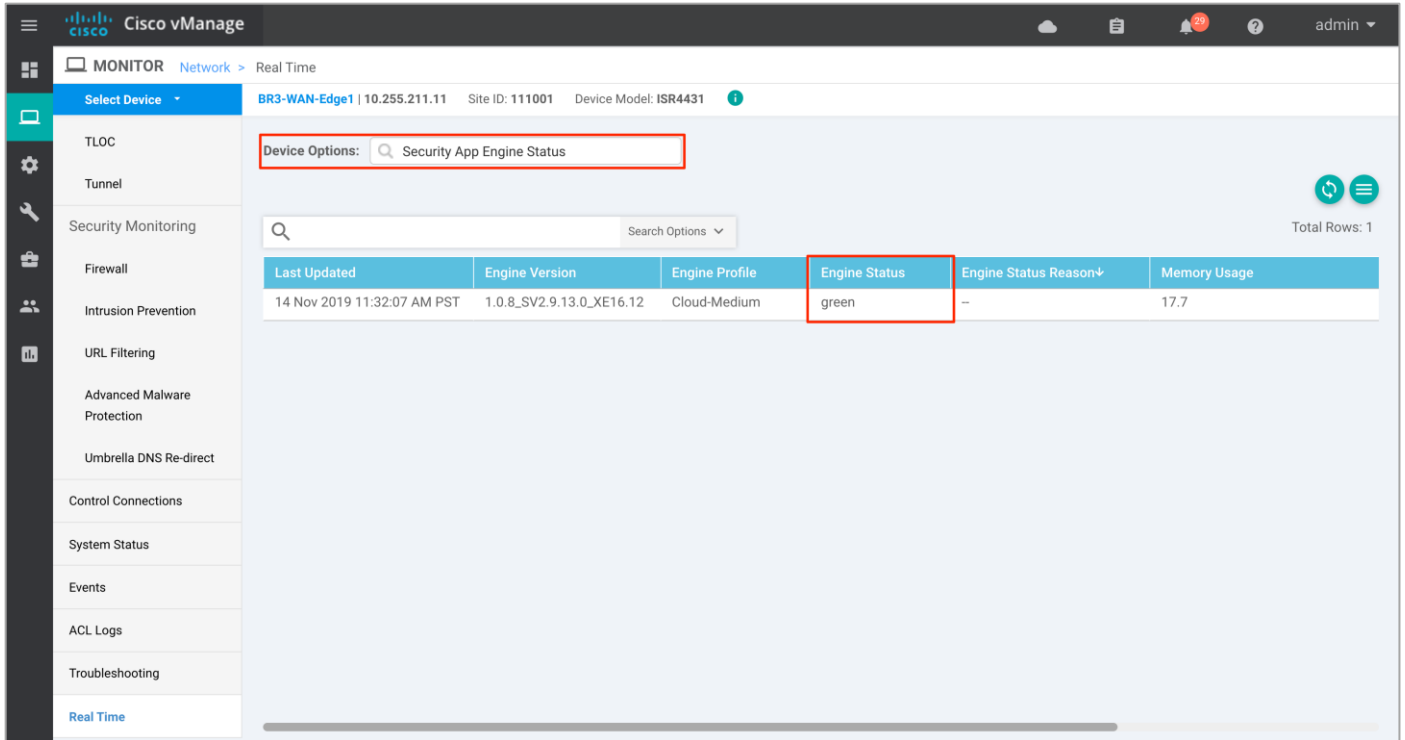 cisco Cisco vManage 29 admin
MONITOR Network > Real Time
Select Device
BR3-WAN-Edge1 | 10.255.211.11 Site ID: 111001 Device Model: ISR4431 i
TLOC
Tunnel
Security Monitoring
Firewall
Intrusion Prevention
URL Filtering
Advanced Malware
Protection
Umbrella DNS Re-direct
Control Connections
System Status
Events
ACL Logs
Troubleshooting
Real Time
Device Options: Security App Engine Status
Search Options
Total Rows: 1
Last Updated Engine Version Engine Profile Engine Status Engine Status Reason Memory Usage
14 Nov 2019 11:32:07 AM PST 1.0.8_SV2.9.13.0_XE16.12 Cloud-Medium green -- 17.7